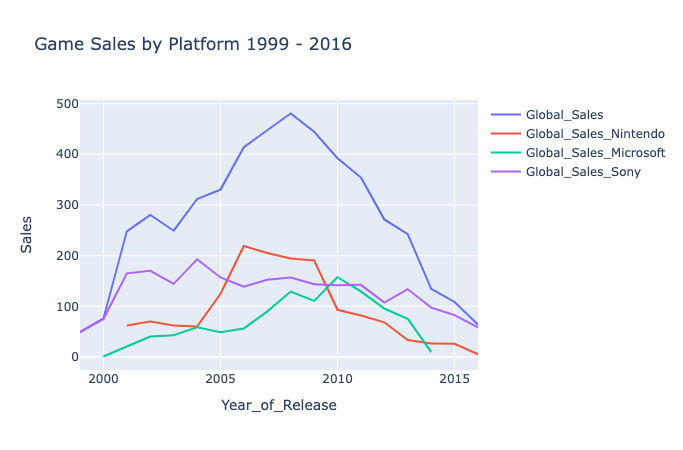 Game Sales by Platform 1999 - 2016
500
400
300
200
100
0
Sales
2000
2005
2010
2015
Year_of_Release
Global_Sales
Global_Sales_Nintendo
Global_Sales_Microsoft
Global_Sales_Sony